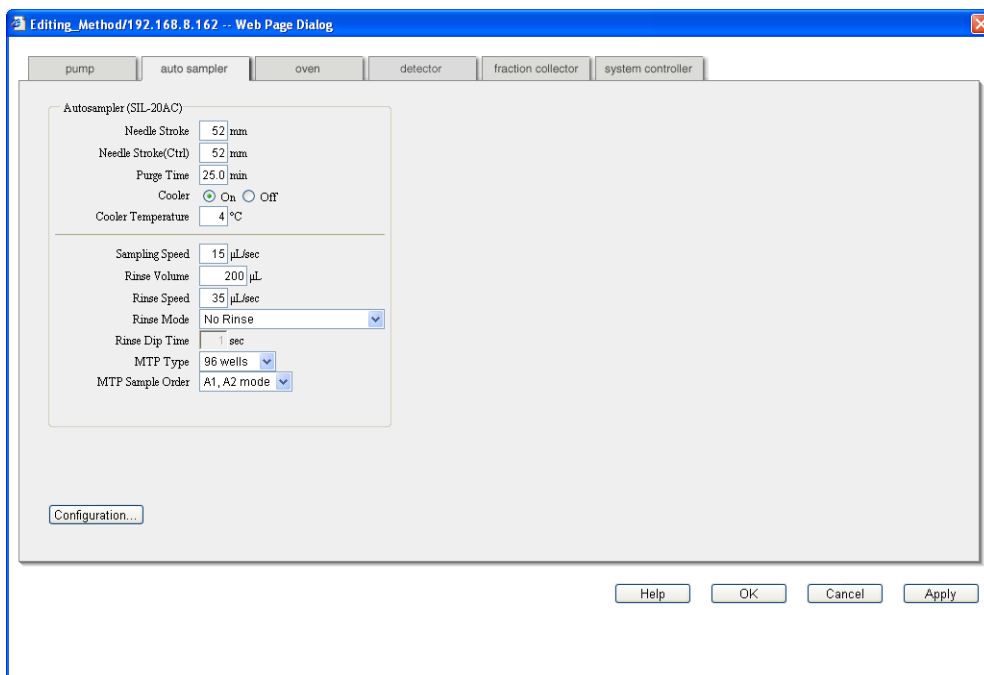 Editing_Method/192.168.8.162 -- Web Page Dialog
pump auto sampler oven detector fraction collector system controller
Autosampler (SIL-20AC)
Needle Stroke 52 mm
Needle Stroke(Ctrl) 52 mm
Purge Time 25.0 min
Cooler On Off
Cooler Temperature 4 °C
Sampling Speed 15 µL/sec
Rinse Volume 200 µL
Rinse Speed 35 µL/sec
Rinse Mode No Rinse
Rinse Dip Time 1 sec
MTP Type 96 wells
MTP Sample Order A1, A2 mode
Configuration...
Help OK Cancel Apply